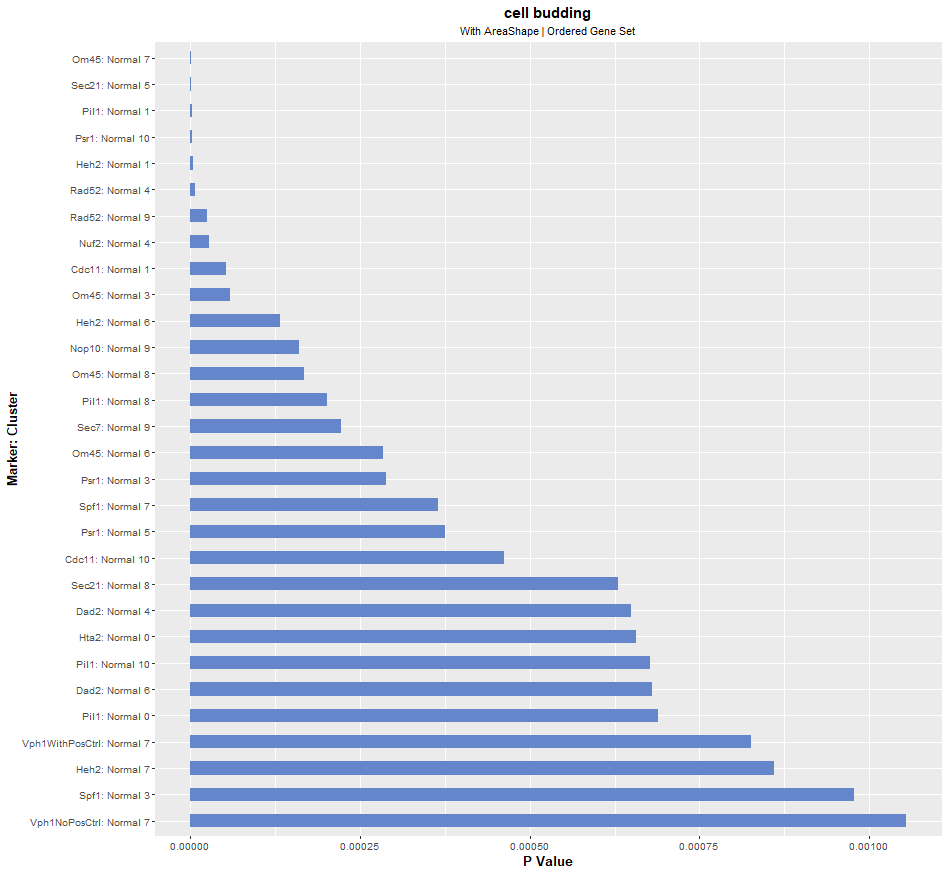 cell budding
With AreaShape | Ordered Gene Set
Marker: Cluster
Om45: Normal 7
Sec21: Normal 5
Pil1: Normal 1
Psr1: Normal 10
Heh2: Normal 1
Rad52: Normal 4
Rad52: Normal 9
Nuf2: Normal 4
Cdc11: Normal 1
Om45: Normal 3
Heh2: Normal 6
Nop10: Normal 9
Om45: Normal 8
Pil1: Normal 8
Sec7: Normal 9
Om45: Normal 6
Psr1: Normal 3
Spf1: Normal 7
Psr1: Normal 5
Cdc11: Normal 10
Sec21: Normal 8
Dad2: Normal 4
Hta2: Normal 0
Pil1: Normal 10
Dad2: Normal 6
Pil1: Normal 0
Vph1WithPosCtrl: Normal 7
Heh2: Normal 7
Spf1: Normal 3
Vph1NoPosCtrl: Normal 7
0.00000 0.00025 0.00050 0.00075 0.00100
P Value